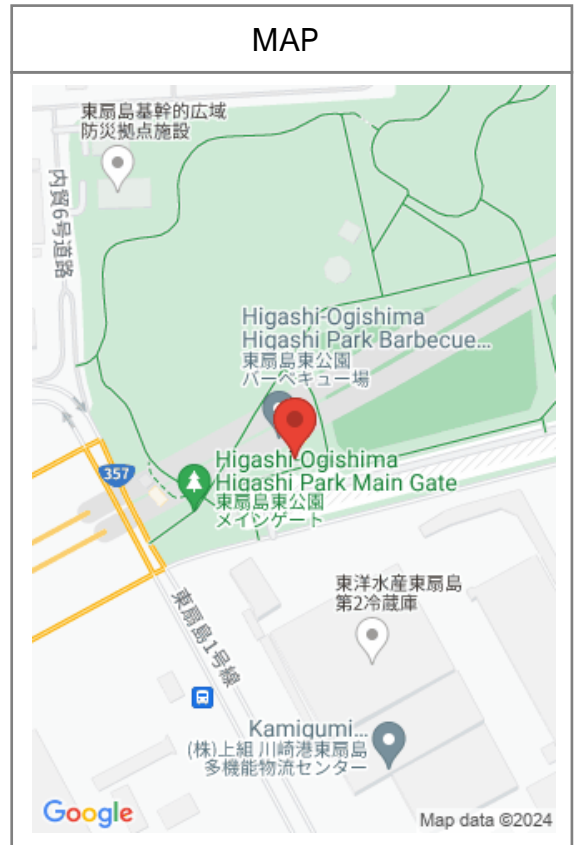 MAP
東扇島基幹的広域
防災拠点施設
内貿6号道路
Higashi-Ogishima
Higashi Park Barbecue...
東扇島東公園
バーベキュー場
357
Higashi-Ogishima
Higashi Park Main Gate
東扇島東公園
メインゲート
東洋水産東扇島
第2冷蔵庫
東扇島1号線
Kamigumi...
(株)上組 川崎港東扇島
多機能物流センター
Google
Map data ©2024